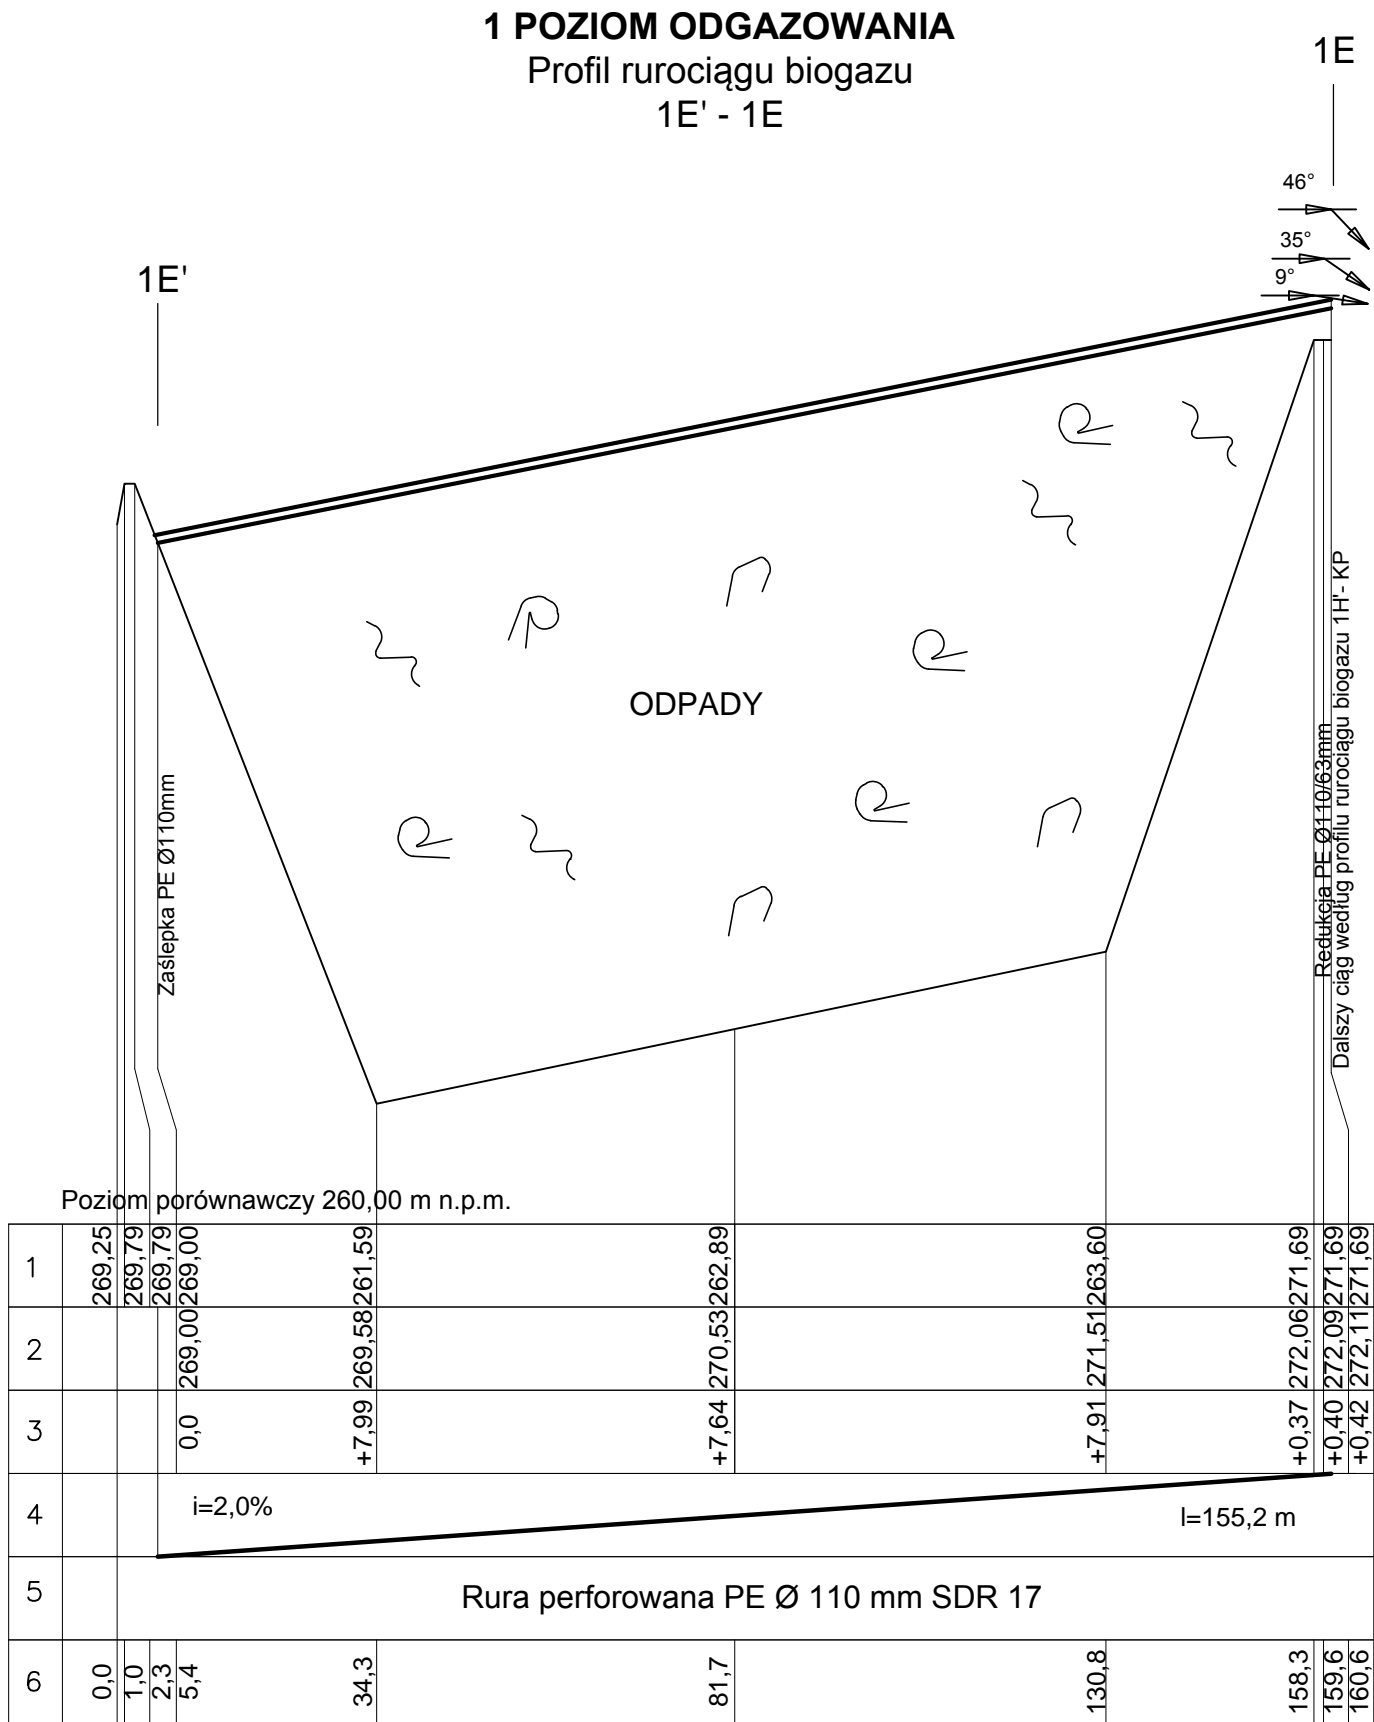 1 POZIOM ODGAZOWANIA
Profil rurociągu biogazu
1E' - 1E
1E
46°
35°
9°
1E'
ODPADY
Zaślepka PE Ø110mm
Redukcja PE Ø110/63mm
Dalszy ciąg według profilu rurociągu biogazu 1H'- KP
Poziom porównawczy 260,00 m n.p.m.
1 269,25 269,79 269,79 269,00 261,59 262,89 263,60 271,69 271,69 271,69
2 269,00 269,58 270,53 271,51 272,06 272,09 272,11
3 0,0 +7,99 +7,64 +7,91 +0,37 +0,40 +0,42
4 i=2,0% l=155,2 m
5 Rura perforowana PE Ø 110 mm SDR 17
6 0,0 1,0 2,3 5,4 34,3 81,7 130,8 158,3 159,6 160,6